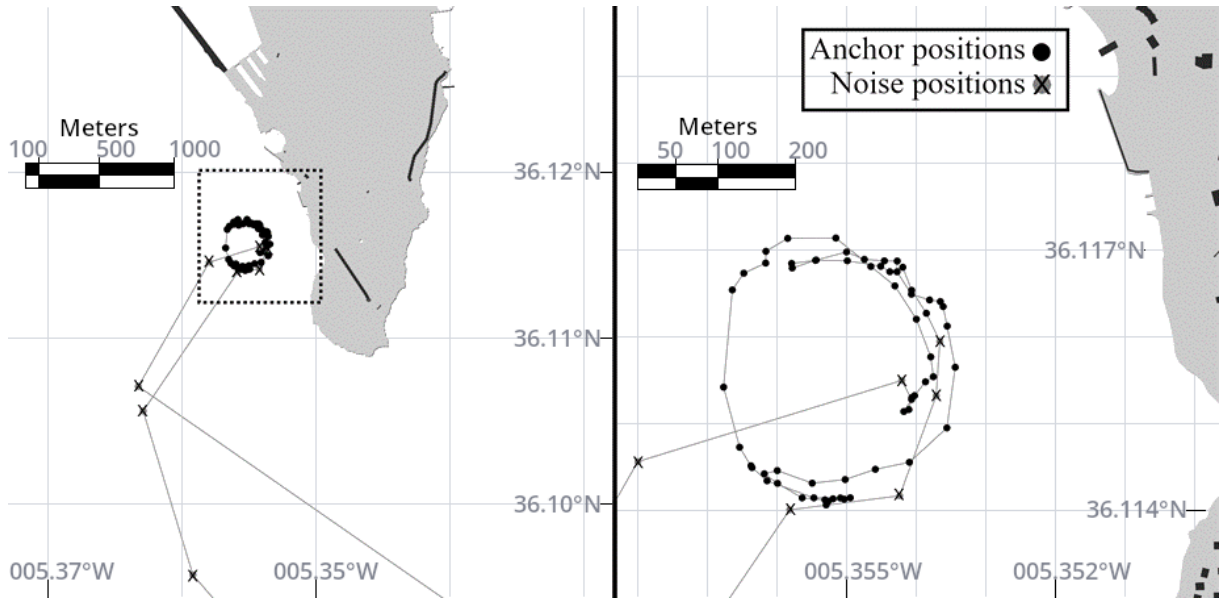 Meters
100 500 1000
36.12°N
36.11°N
36.10°N
005.37°W 005.35°W
Anchor positions
Noise positions
Meters
50 100 200
36.117°N
36.114°N
005.355°W 005.352°W